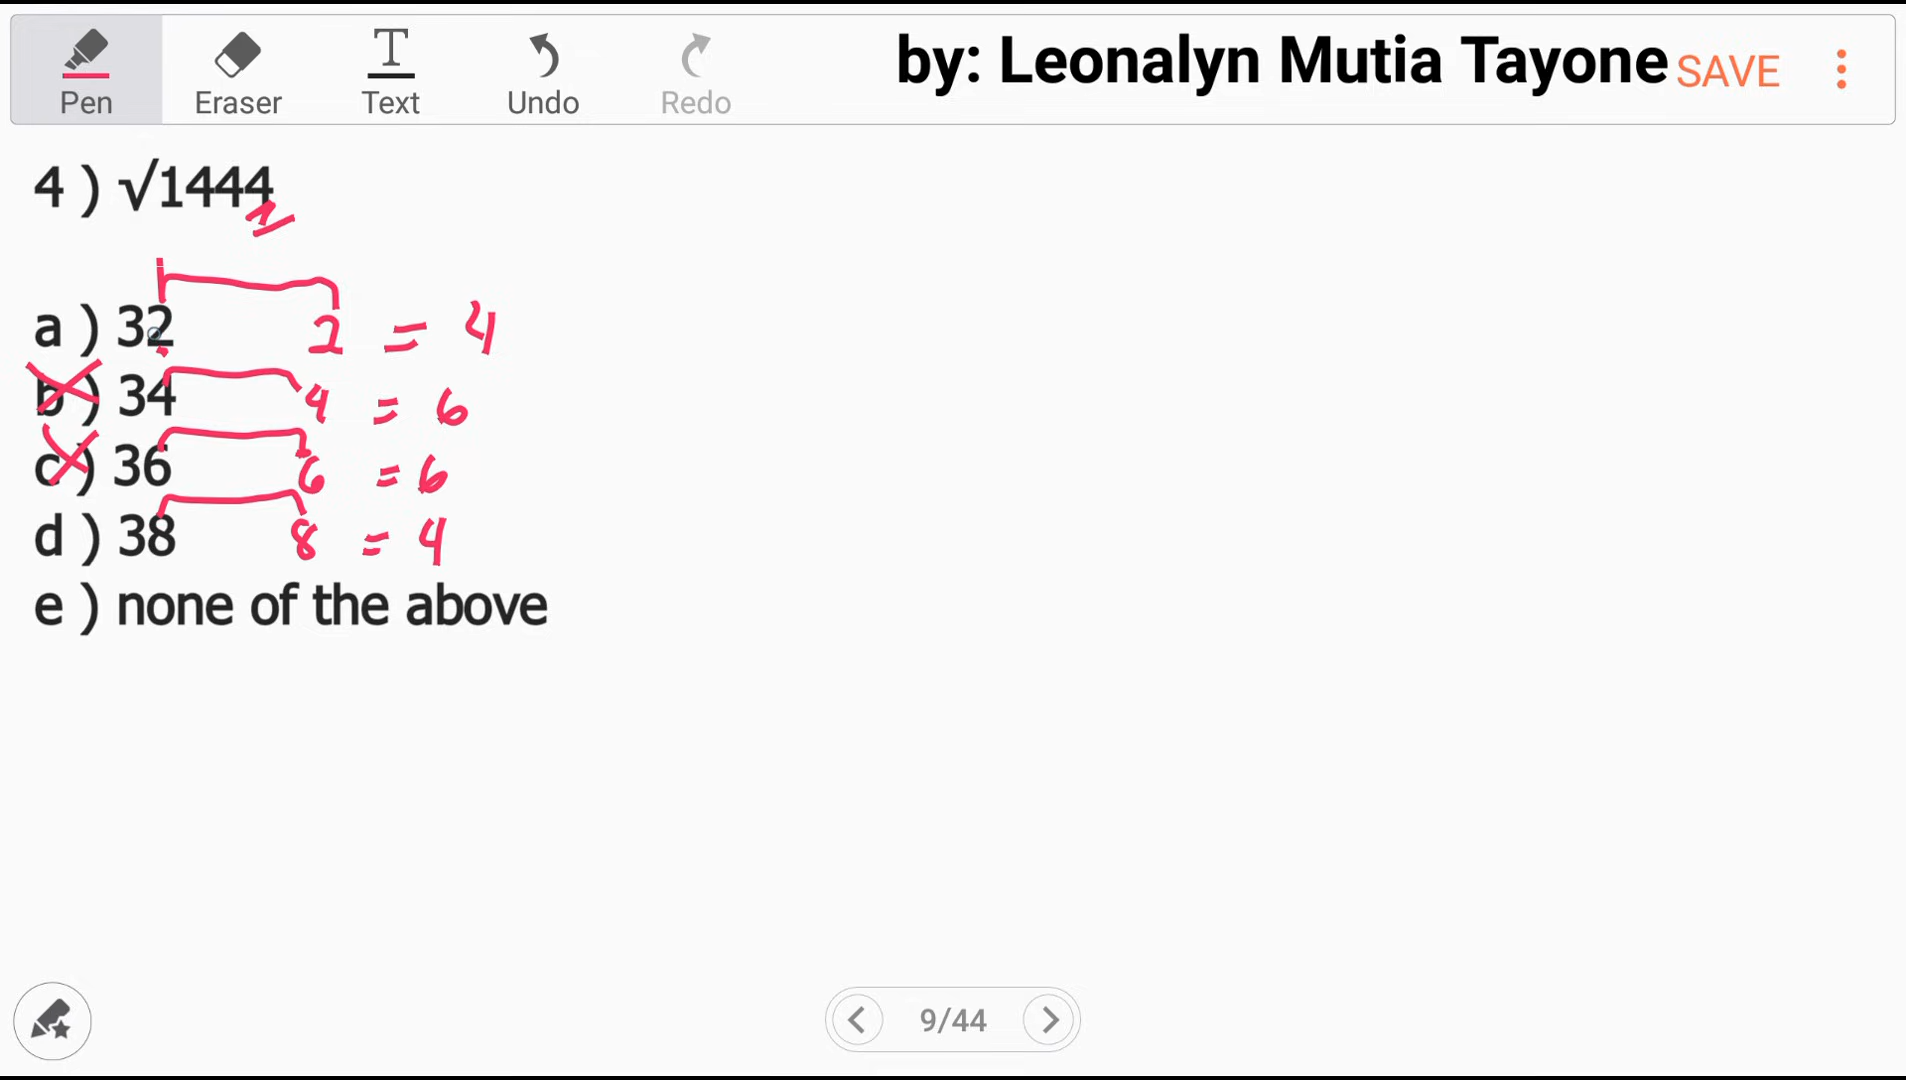 by: Leonalyn Mutia Tayone
SAVE
Pen
Eraser
Text
Undo
Redo
4 ) √1444
a ) 32 2 = 4
b ) 34 4 = 6
c ) 36 6 = 6
d ) 38 8 = 4
e ) none of the above
9/44